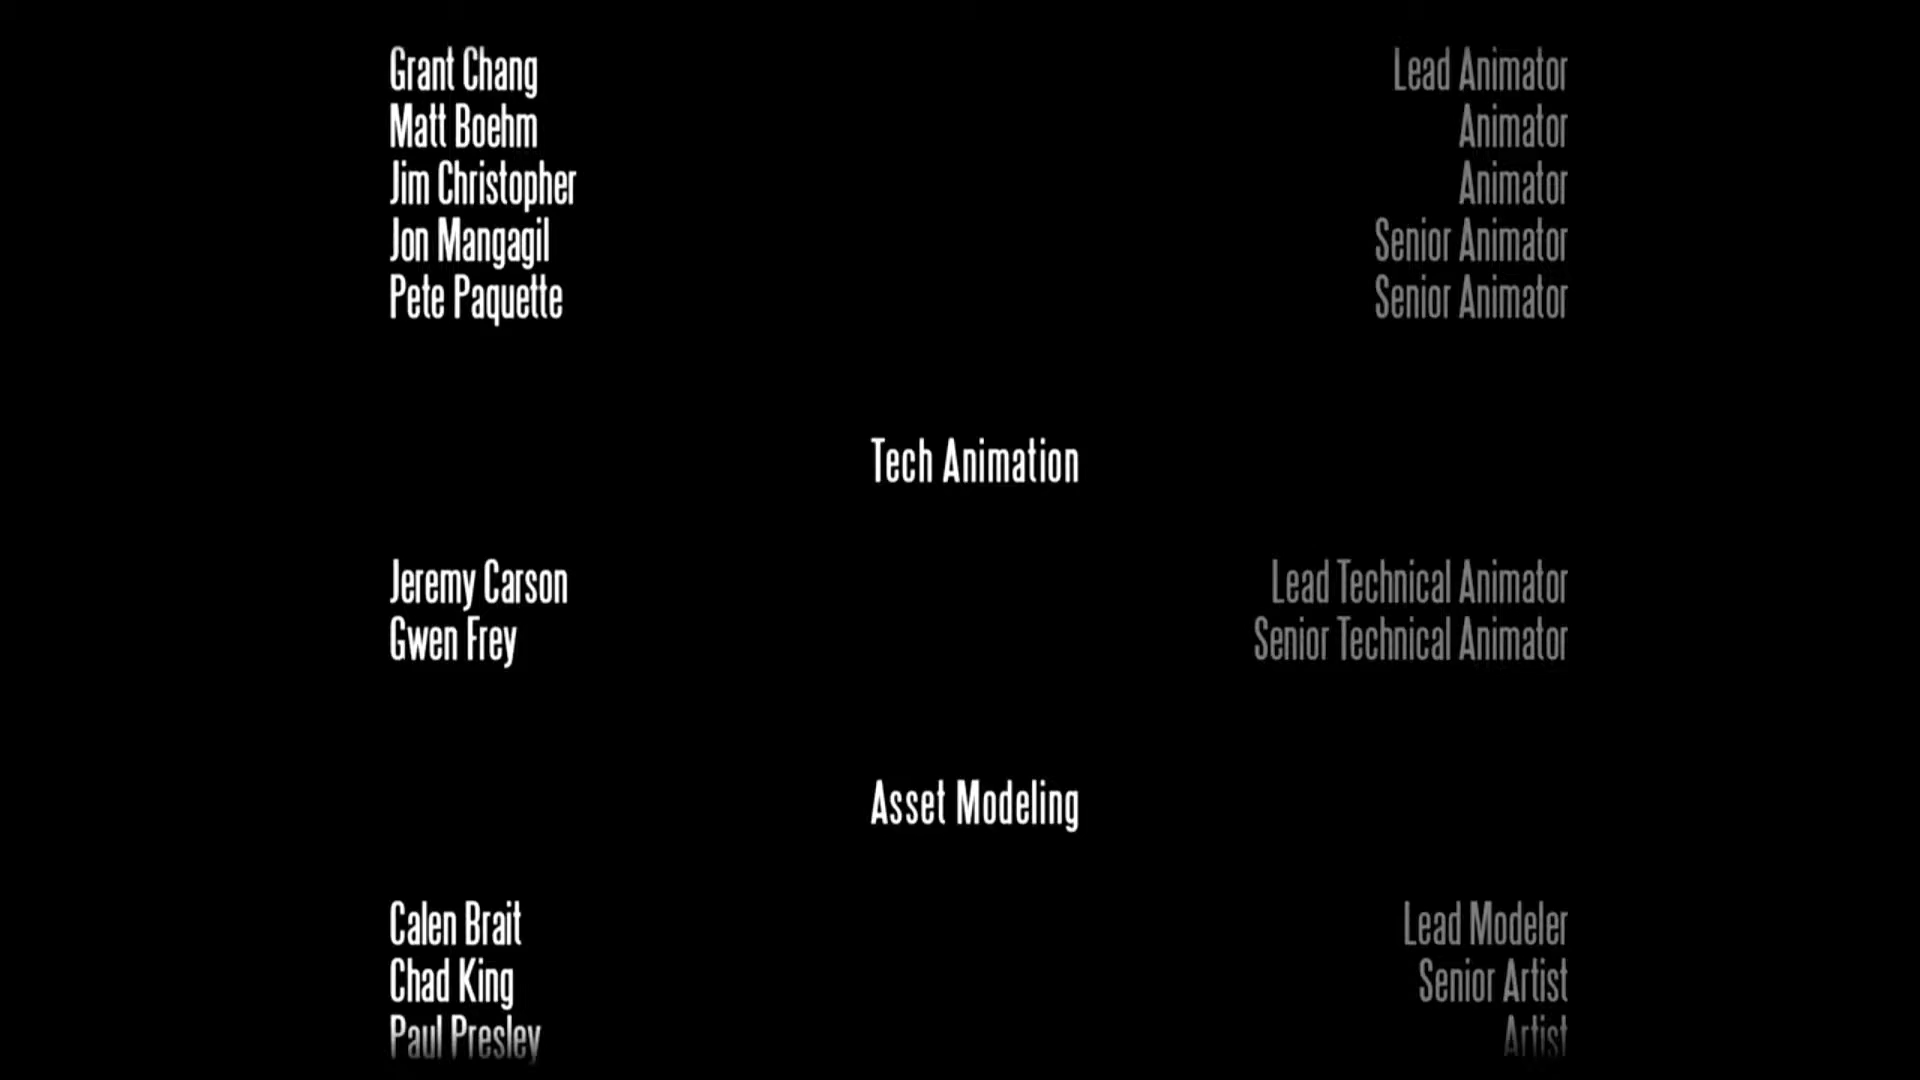 Grant Chang Lead Animator
Matt Boehm Animator
Jim Christopher Animator
Jon Mangagil Senior Animator
Pete Paquette Senior Animator
Tech Animation
Jeremy Carson Lead Technical Animator
Gwen Frey Senior Technical Animator
Asset Modeling
Calen Brait Lead Modeler
Chad King Senior Artist
Paul Presley Artist